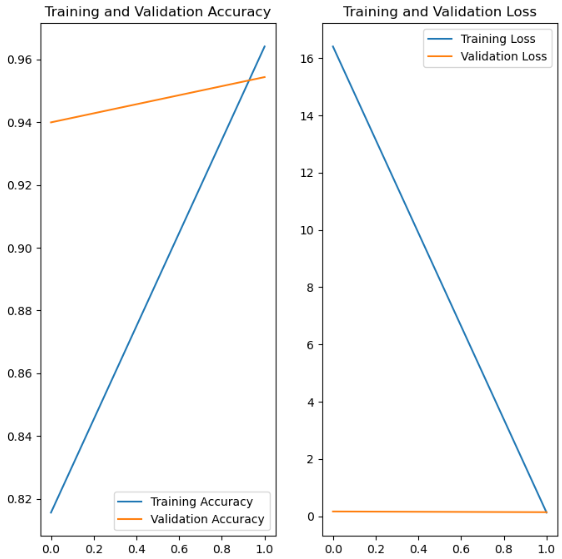 Training and Validation Accuracy
0.96
0.94
0.92
0.90
0.88
0.86
0.84
0.82
Training Accuracy
Validation Accuracy
0.0 0.2 0.4 0.6 0.8 1.0
Training and Validation Loss
Training Loss
Validation Loss
16
14
12
10
8
6
4
2
0
0.0 0.2 0.4 0.6 0.8 1.0